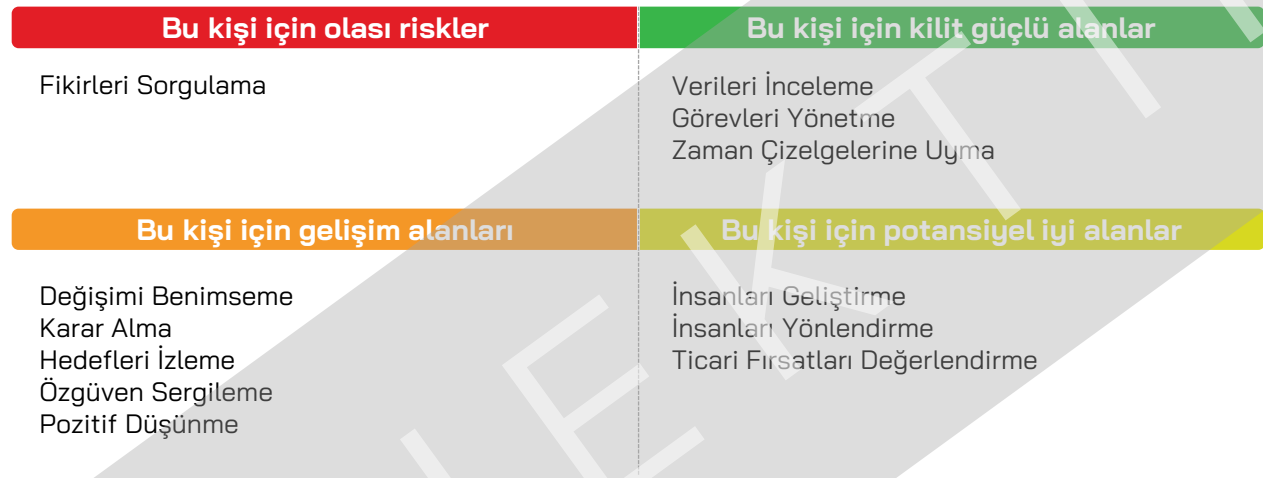 Bu kişi için olası riskler
Fikirleri Sorgulama
Bu kişi için kilit güçlü alanlar
Verileri İnceleme
Görevleri Yönetme
Zaman Çizelgelerine Uyma
Bu kişi için gelişim alanları
Değişimi Benimseme
Karar Alma
Hedefleri İzleme
Özgüven Sergileme
Pozitif Düşünme
Bu kişi için potansiyel iyi alanlar
İnsanları Geliştirme
İnsanları Yönlendirme
Ticari Fırsatları Değerlendirme